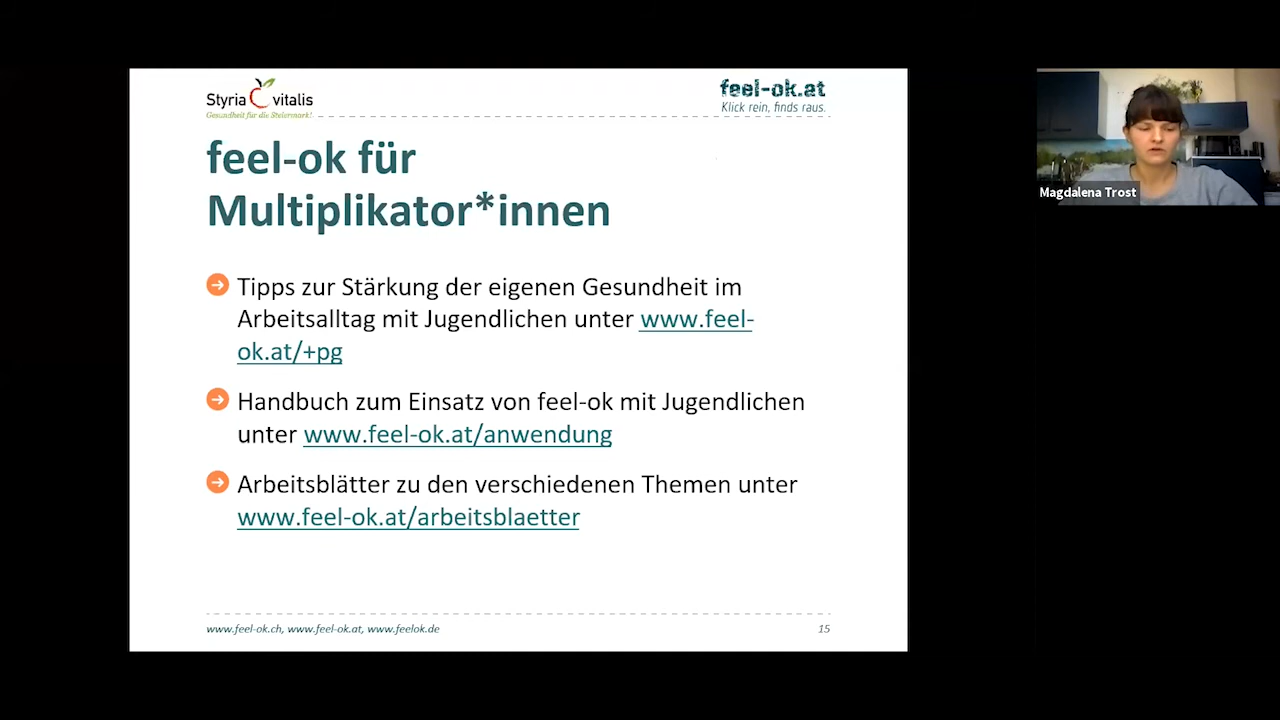 Styria vitalis
Gesundheit für die Steiermark!
feel-ok.at
Klick rein, finds raus.
feel-ok für
Multiplikator*innen
Tipps zur Stärkung der eigenen Gesundheit im
Arbeitsalltag mit Jugendlichen unter www.feel-
ok.at/+pg
Handbuch zum Einsatz von feel-ok mit Jugendlichen
unter www.feel-ok.at/anwendung
Arbeitsblätter zu den verschiedenen Themen unter
www.feel-ok.at/arbeitsblaetter
www.feel-ok.ch, www.feel-ok.at, www.feelok.de
15
Magdalena Trost